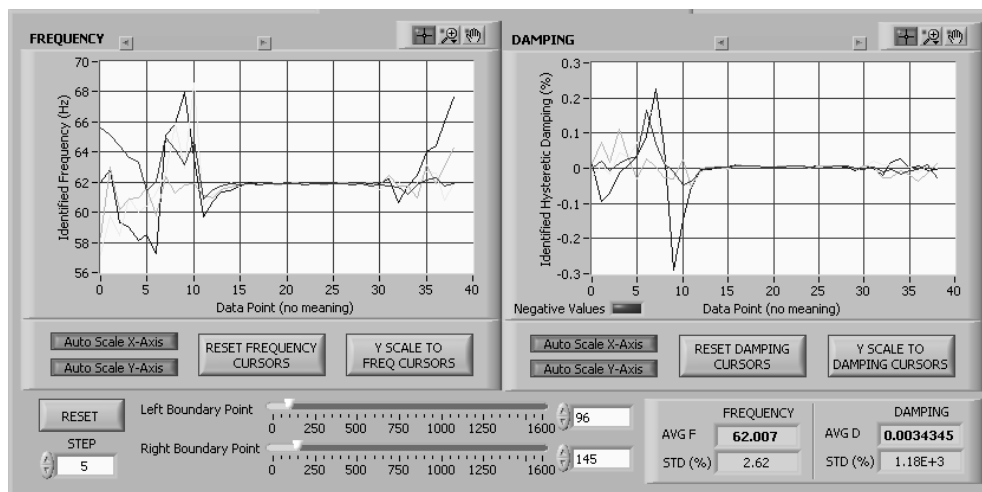 FREQUENCY
70
68
66
64
62
60
58
56
Identified Frequency (Hz)
0 5 10 15 20 25 30 35 40
Data Point (no meaning)
Auto Scale X-Axis
Auto Scale Y-Axis
RESET FREQUENCY
CURSORS
Y SCALE TO
FREQ CURSORS
DAMPING
0.3
0.2
0.1
0
-0.1
-0.2
-0.3
Identified Hysteretic Damping (%)
0 5 10 15 20 25 30 35 40
Negative Values
Data Point (no meaning)
Auto Scale X-Axis
Auto Scale Y-Axis
RESET DAMPING
CURSORS
Y SCALE TO
DAMPING CURSORS
RESET
STEP
5
Left Boundary Point
0 250 500 750 1000 1250 1600
96
Right Boundary Point
0 250 500 750 1000 1250 1600
145
FREQUENCY
DAMPING
AVG F 62.007
AVG D 0.0034345
STD (%) 2.62
STD (%) 1.18E+3